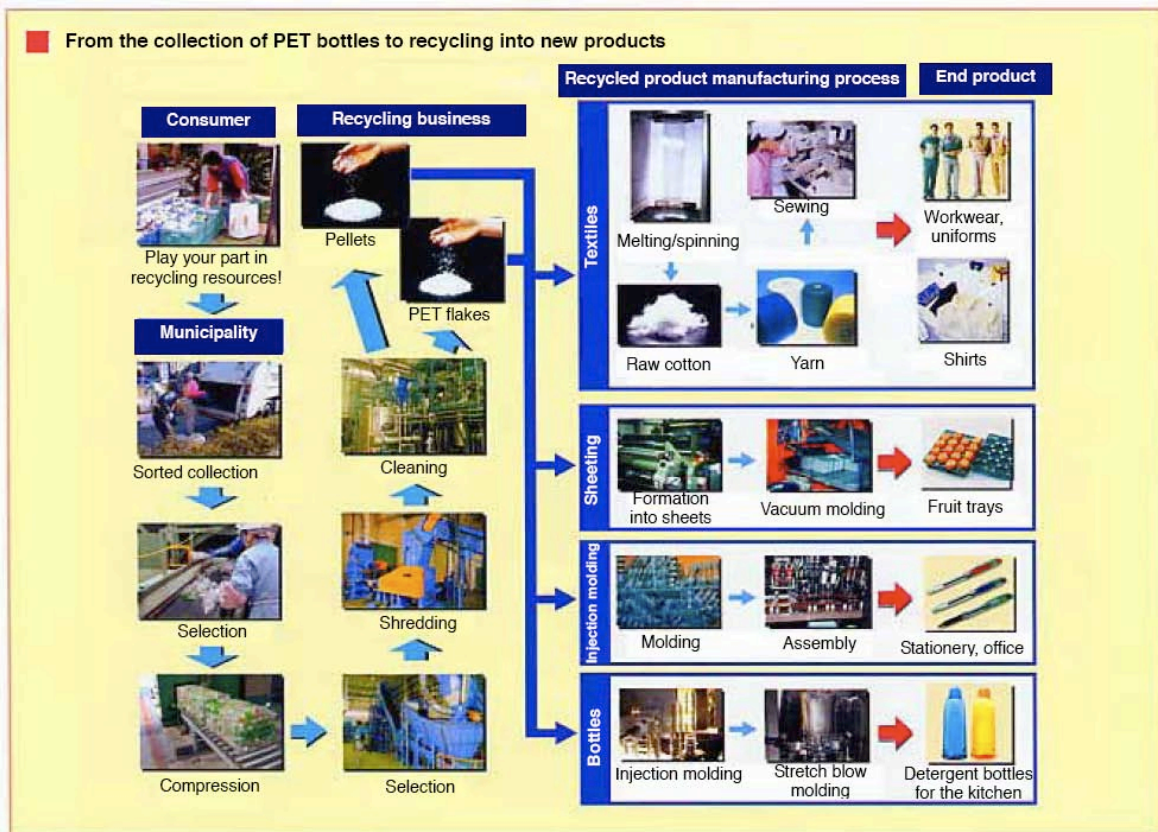 From the collection of PET bottles to recycling into new products
Consumer
Play your part in
recycling resources!
Municipality
Sorted collection
Selection
Compression
Recycling business
Pellets
PET flakes
Cleaning
Shredding
Selection
Recycled product manufacturing process
End product
Textiles
Melting/spinning
Raw cotton
Yarn
Sewing
Workwear,
uniforms
Shirts
Sheeting
Formation
into sheets
Vacuum molding
Fruit trays
Injection molding
Molding
Assembly
Stationery, office
Bottles
Injection molding
Stretch blow
molding
Detergent bottles
for the kitchen